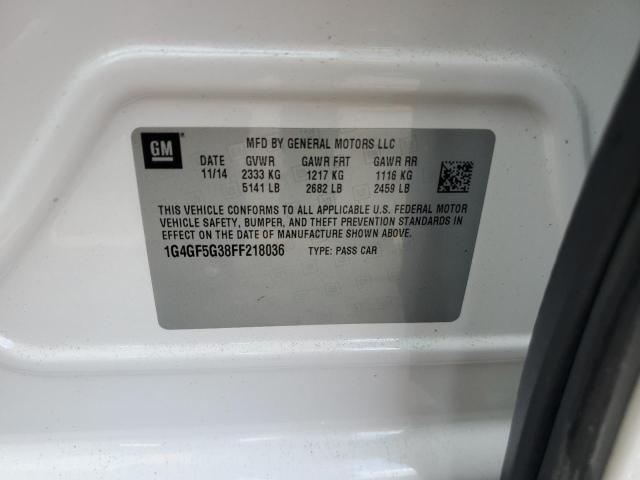 GM
MFD BY GENERAL MOTORS LLC
DATE GVWR GAWR FRT GAWR RR
11/14 2333 KG 1217 KG 1116 KG
5141 LB 2682 LB 2459 LB
THIS VEHICLE CONFORMS TO ALL APPLICABLE U.S. FEDERAL MOTOR
VEHICLE SAFETY, BUMPER, AND THEFT PREVENTION STANDARDS IN
EFFECT ON THE DATE OF MANUFACTURE SHOWN ABOVE.
1G4GF5G38FF218036 TYPE: PASS CAR